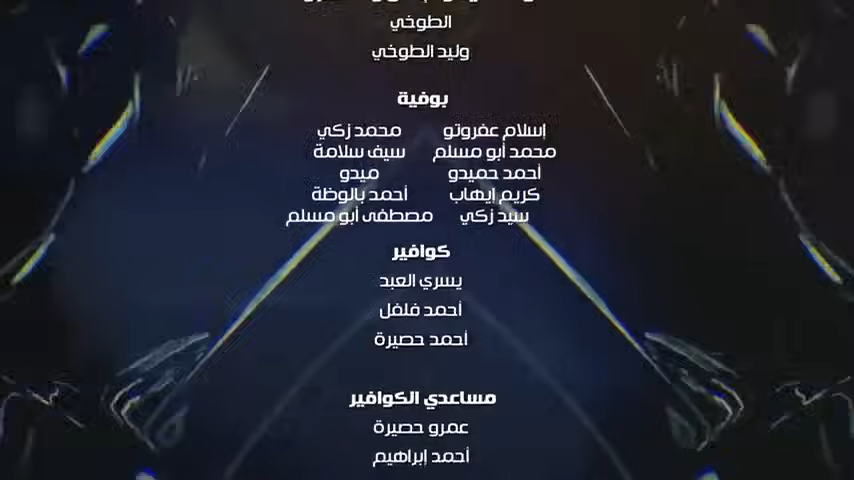 الطوخي
وليد الطوخي
بوفية
إسلام عفروتو محمد زكي
محمد أبو مسلم سيف سلامة
أحمد حميدو ميدو
كريم إيهاب أحمد بالوظة
سيد زكي مصطفى أبو مسلم
كوافير
يسري العبد
أحمد فلفل
أحمد حصيرة
مساعدي الكوافير
عمرو حصيرة
أحمد إبراهيم